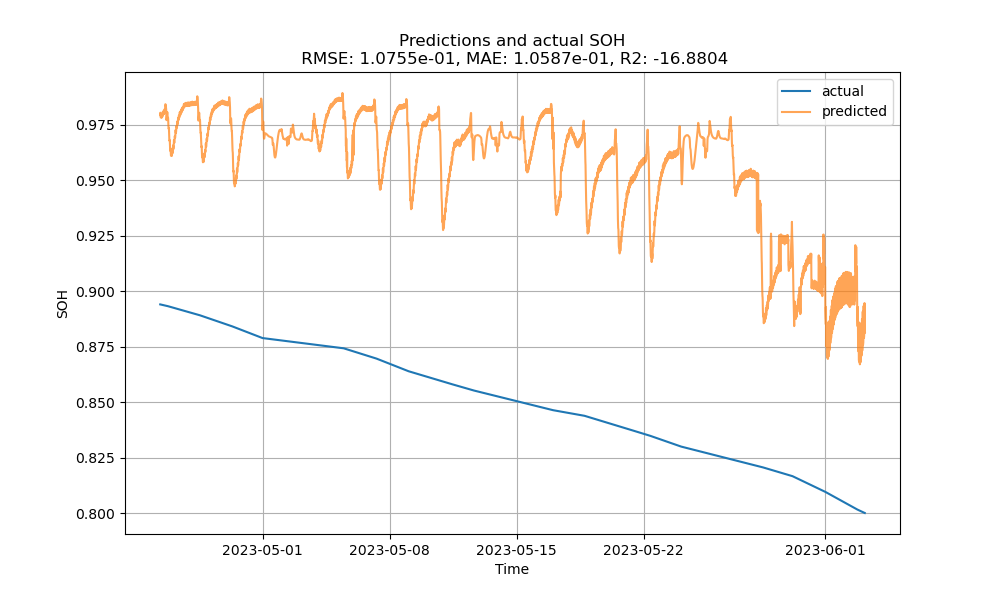 Predictions and actual SOH
RMSE: 1.0755e-01, MAE: 1.0587e-01, R2: -16.8804
actual
predicted
0.975
0.950
0.925
0.900
0.875
0.850
0.825
0.800
SOH
2023-05-01
2023-05-08
2023-05-15
2023-05-22
2023-06-01
Time